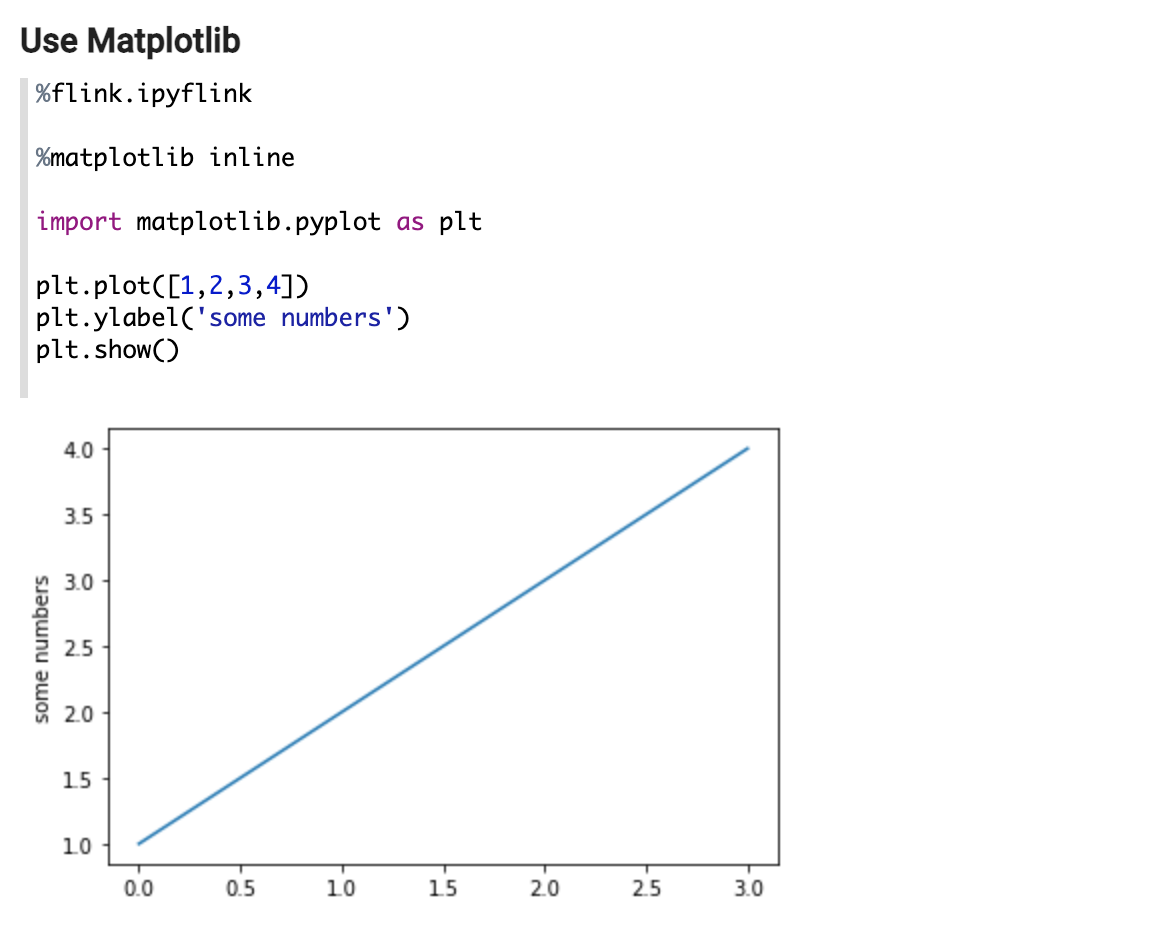 Use Matplotlib
%flink.ipyflink
%matplotlib inline
import matplotlib.pyplot as plt
plt.plot([1,2,3,4])
plt.ylabel('some numbers')
plt.show()
4.0
3.5
3.0
2.5
2.0
1.5
1.0
some numbers
0.0 0.5 1.0 1.5 2.0 2.5 3.0